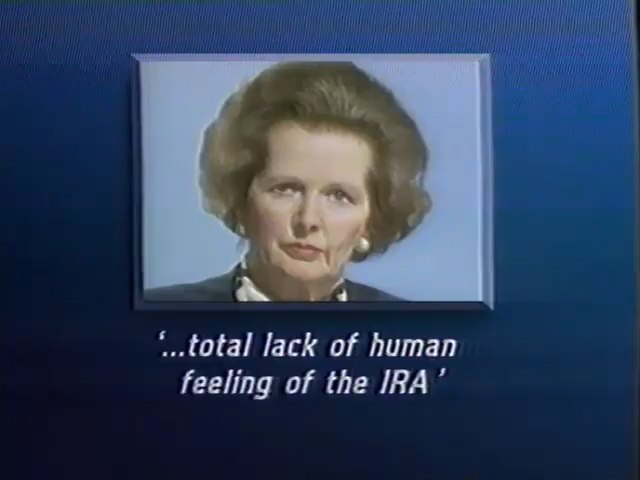 ‘...total lack of human
feeling of the IRA’